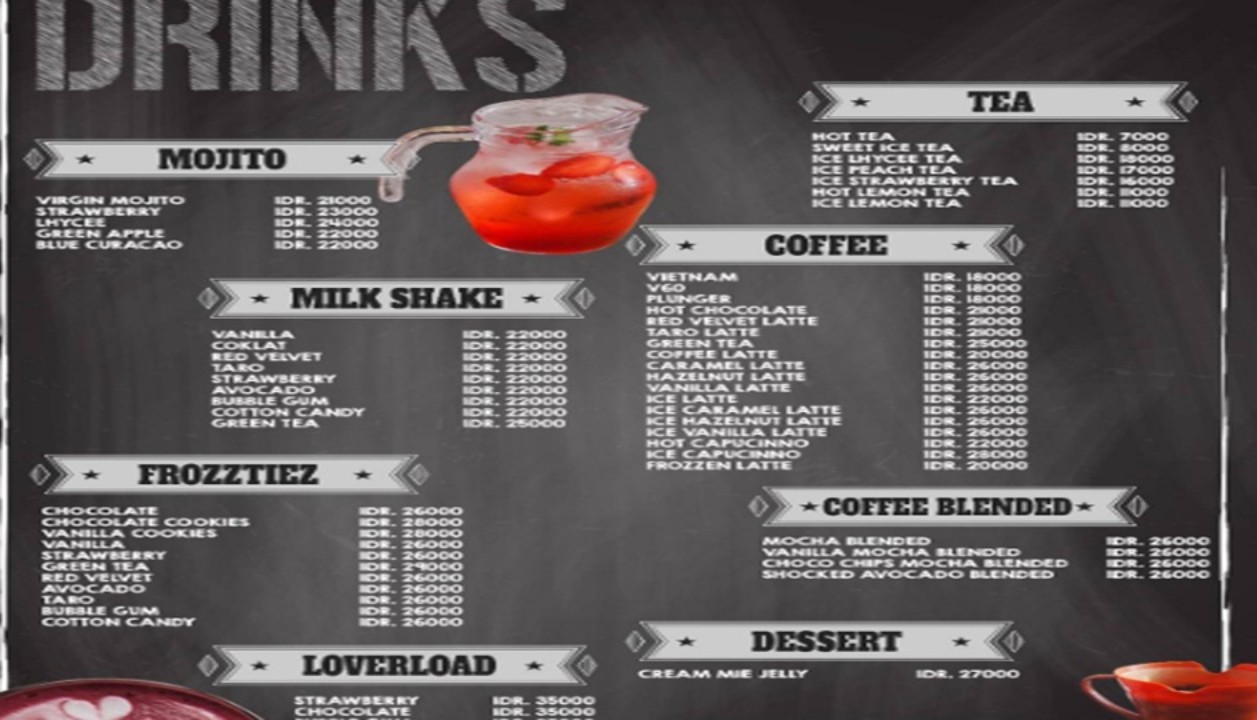 DRINKS
MOJITO
VIRGIN MOJITO IDR. 21000
STRAWBERRY IDR. 23000
LHYCEE IDR. 24000
GREEN APPLE IDR. 22000
BLUE CURACAO IDR. 22000
MILK SHAKE
VANILLA IDR. 22000
COKLAT IDR. 22000
RED VELVET IDR. 22000
TARO IDR. 22000
STRAWBERRY IDR. 22000
AVOCADO IDR. 22000
BUBBLE GUM IDR. 22000
COTTON CANDY IDR. 22000
GREEN TEA IDR. 25000
FROZZTIEZ
CHOCOLATE IDR. 26000
CHOCOLATE COOKIES IDR. 28000
VANILLA COOKIES IDR. 28000
VANILLA IDR. 26000
STRAWBERRY IDR. 26000
GREEN TEA IDR. 29000
RED VELVET IDR. 26000
AVOCADO IDR. 26000
TARO IDR. 26000
BUBBLE GUM IDR. 26000
COTTON CANDY IDR. 26000
LOVERLOAD
STRAWBERRY IDR. 35000
CHOCOLATE IDR. 35000
TEA
HOT TEA IDR. 7000
SWEET ICE TEA IDR. 8000
ICE LHYCEE TEA IDR. 18000
ICE PEACH TEA IDR. 17000
ICE STRAWBERRY TEA IDR. 16000
HOT LEMON TEA IDR. 11000
ICE LEMON TEA IDR. 11000
COFFEE
VIETNAM IDR. 18000
V60 IDR. 18000
PLUNGER IDR. 18000
HOT CHOCOLATE IDR.
RED VELVET LATTE IDR.
TARO LATTE IDR.
GREEN TEA IDR. 25000
COFFEE LATTE IDR. 20000
CARAMEL LATTE IDR. 26000
HAZELNUT LATTE IDR. 26000
VANILLA LATTE IDR. 26000
ICE LATTE IDR. 22000
ICE CARAMEL LATTE IDR. 26000
ICE HAZELNUT LATTE IDR. 26000
ICE VANILLA LATTE IDR. 26000
HOT CAPUCINNO IDR. 22000
ICE CAPUCINNO IDR. 28000
FROZZEN LATTE IDR. 20000
COFFEE BLENDED
MOCHA BLENDED IDR. 26000
VANILLA MOCHA BLENDED IDR. 26000
CHOCO CHIPS MOCHA BLENDED IDR. 26000
SHOCKED AVOCADO BLENDED IDR. 26000
DESSERT
CREAM MIE JELLY IDR. 27000